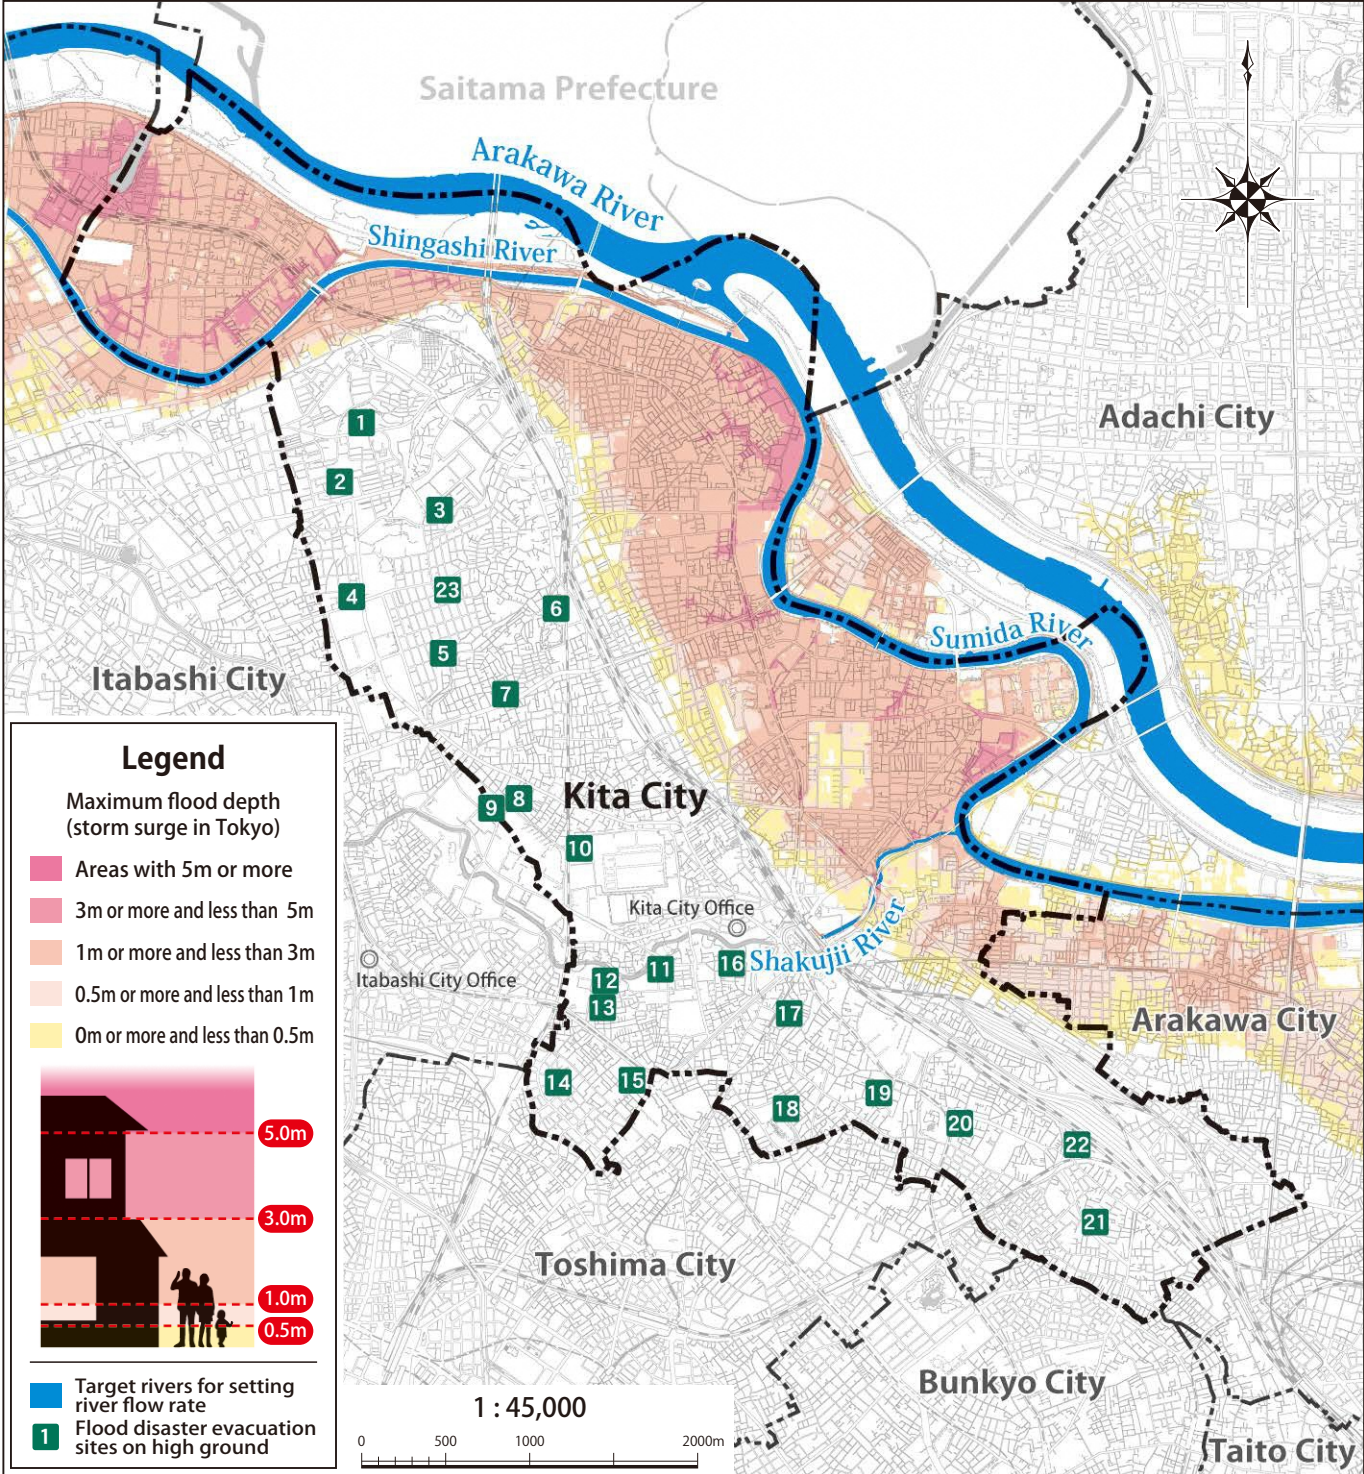 Saitama Prefecture
Arakawa River
Shingashi River
Adachi City
1
2
3
4
23
6
5
7
Sumida River
Itabashi City
Kita City
9
8
10
Kita City Office
Itabashi City Office
Shakujii River
16
11
12
13
17
Arakawa City
14
15
18
19
20
22
21
Toshima City
Bunkyo City
Taito City
Legend
Maximum flood depth
(storm surge in Tokyo)
Areas with 5m or more
3m or more and less than 5m
1m or more and less than 3m
0.5m or more and less than 1m
0m or more and less than 0.5m
5.0m
3.0m
1.0m
0.5m
Target rivers for setting
river flow rate
1 Flood disaster evacuation
sites on high ground
1 : 45,000
0 500 1000 2000m